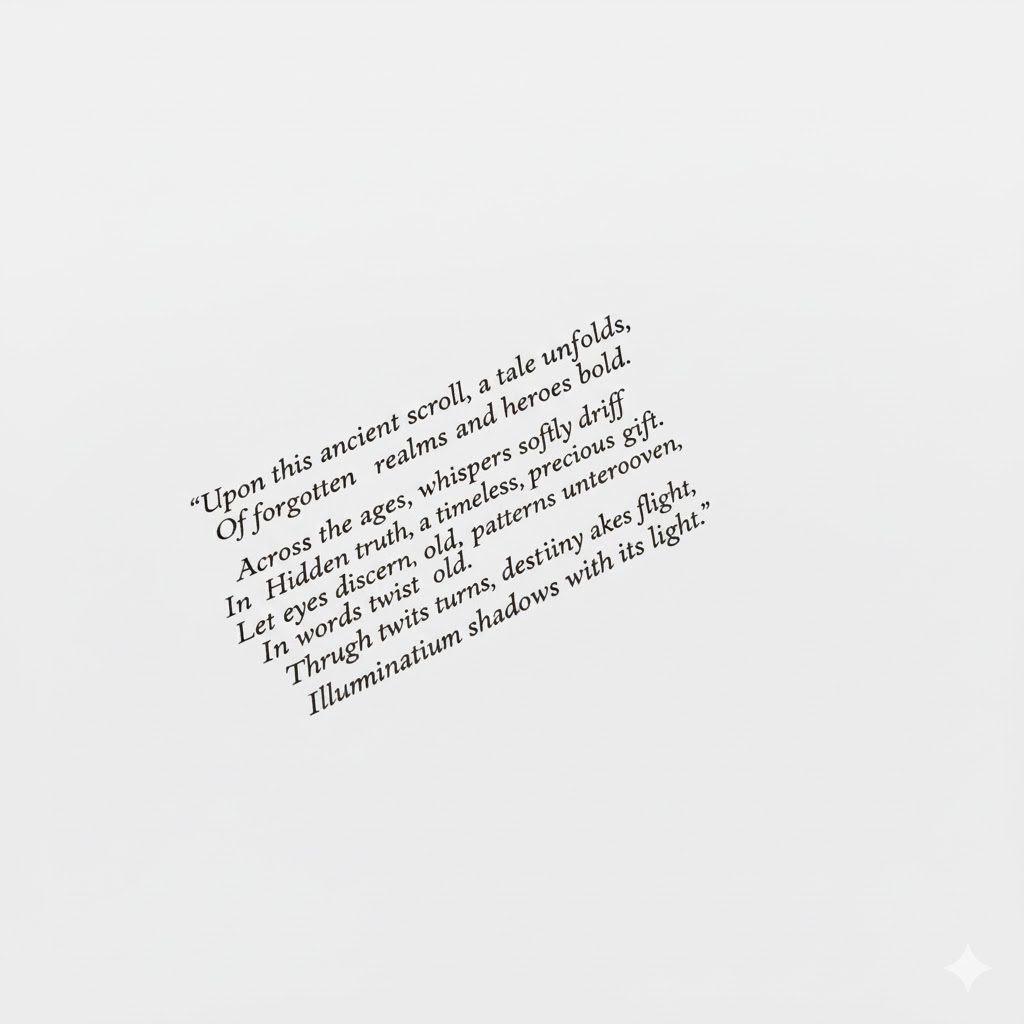 “Upon this ancient scroll, a tale unfolds,
Of forgotten realms and heroes bold.
Across the ages, whispers softly driff
In Hidden truth, a timeless, precious gift.
Let eyes discern, old, patterns unterooven,
In words twist old.
Thrugh twits turns, destiiny akes flight,
Illurminatium shadows with its light.”